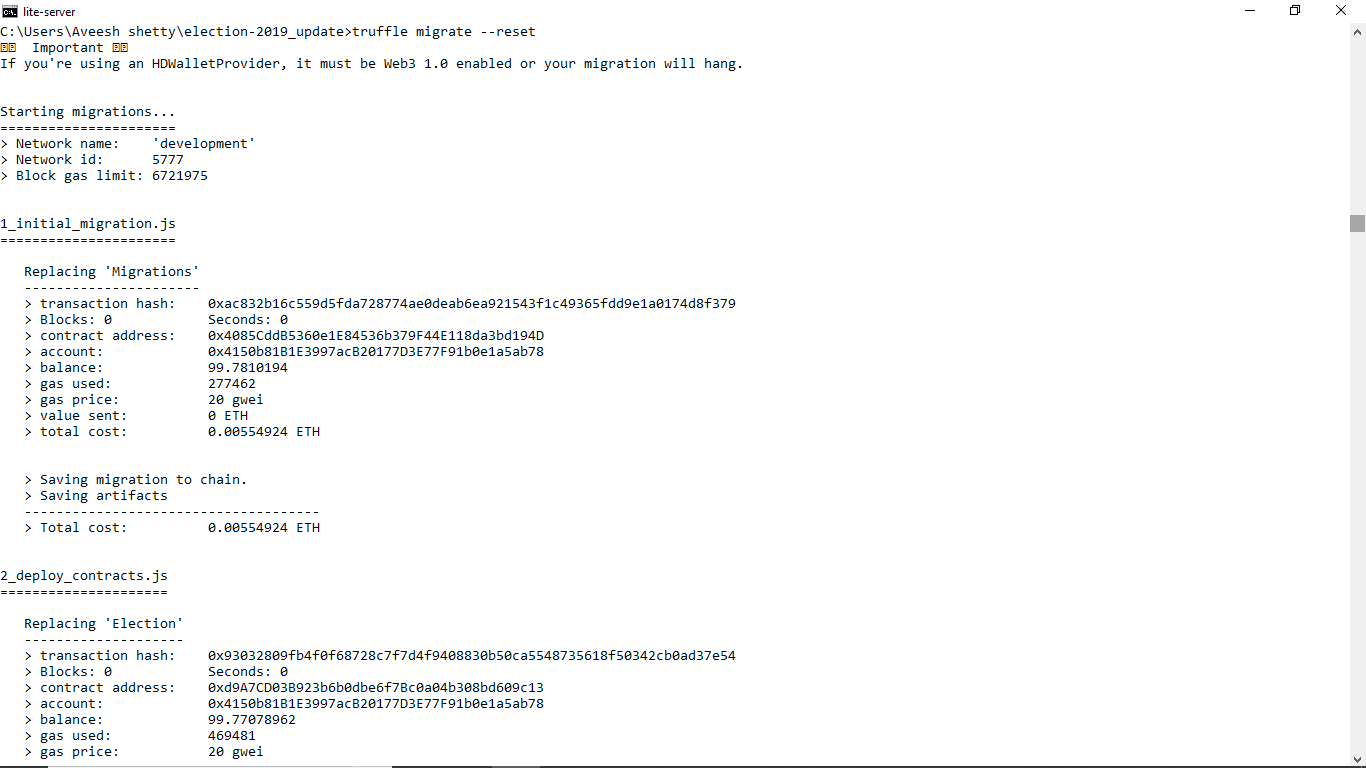 lite-server
C:\Users\Aveesh shetty\election-2019_update>truffle migrate --reset
Important
If you're using an HDWalletProvider, it must be Web3 1.0 enabled or your migration will hang.
Starting migrations...
======================
> Network name:    'development'
> Network id:      5777
> Block gas limit: 6721975
1_initial_migration.js
======================
Replacing 'Migrations'
----------------------
> transaction hash:    0xac832b16c559d5fda728774ae0deab6ea921543f1c49365fdd9e1a0174d8f379
> Blocks: 0            Seconds: 0
> contract address:    0x4085CddB5360e1E84536b379F44E118da3bd194D
> account:             0x4150b81B1E3997acB20177D3E77F91b0e1a5ab78
> balance:             99.7810194
> gas used:            277462
> gas price:           20 gwei
> value sent:          0 ETH
> total cost:          0.00554924 ETH
> Saving migration to chain.
> Saving artifacts
-------------------------------------
> Total cost:          0.00554924 ETH
2_deploy_contracts.js
=====================
Replacing 'Election'
--------------------
> transaction hash:    0x93032809fb4f0f68728c7f7d4f9408830b50ca5548735618f50342cb0ad37e54
> Blocks: 0            Seconds: 0
> contract address:    0xd9A7CD03B923b6b0dbe6f7Bc0a04b308bd609c13
> account:             0x4150b81B1E3997acB20177D3E77F91b0e1a5ab78
> balance:             99.77078962
> gas used:            469481
> gas price:           20 gwei